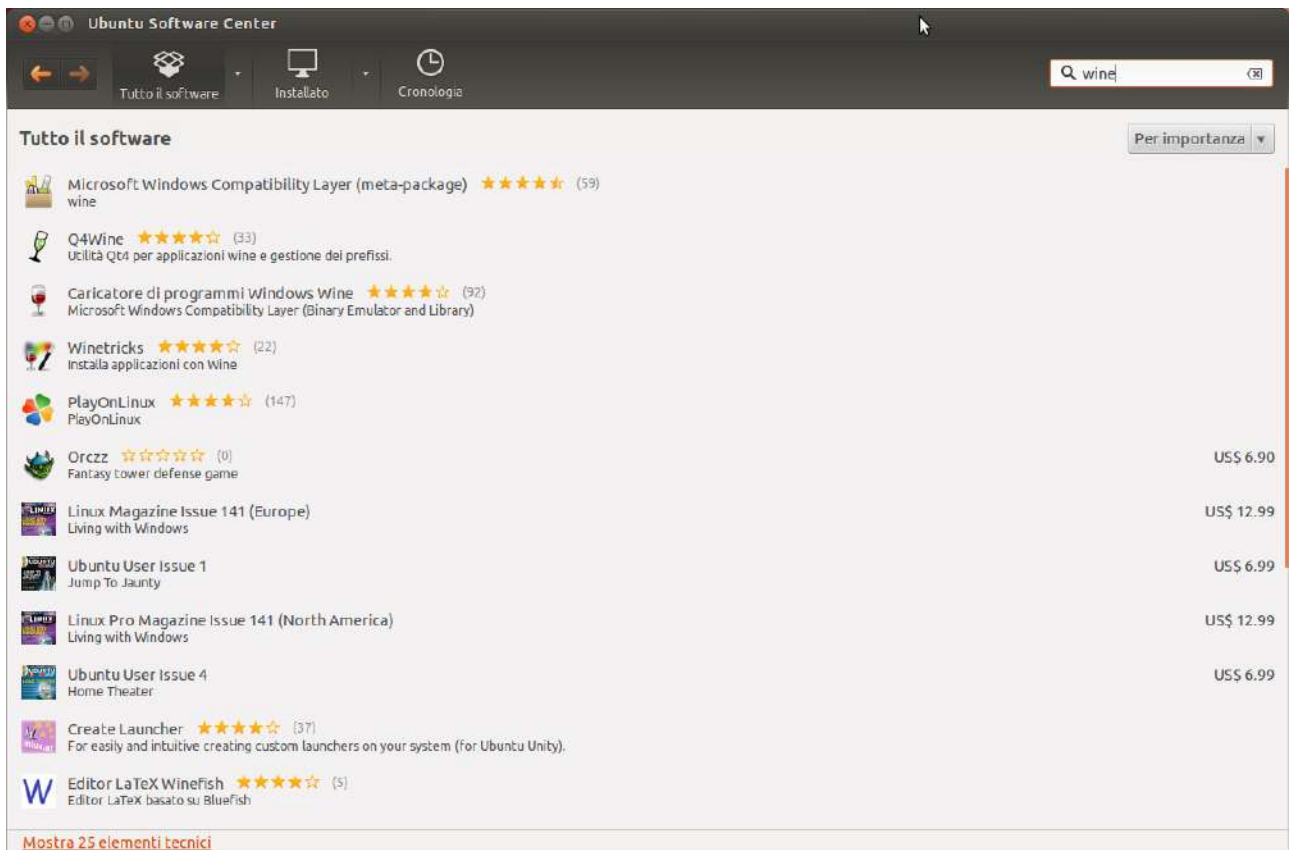 Ubuntu Software Center
Tutto il software
Installato
Cronologia
wine
Tutto il software
Per importanza
Microsoft Windows Compatibility Layer (meta-package) (59)
wine
Q4Wine (33)
Utilità Qt4 per applicazioni wine e gestione dei prefissi.
Caricatore di programmi Windows Wine (92)
Microsoft Windows Compatibility Layer (Binary Emulator and Library)
Winetricks (22)
Installa applicazioni con Wine
PlayOnLinux (147)
PlayOnLinux
Orczz (0)
US$ 6.90
Fantasy tower defense game
Linux Magazine Issue 141 (Europe)
US$ 12.99
Living with Windows
Ubuntu User Issue 1
US$ 6.99
Jump To Jaunty
Linux Pro Magazine Issue 141 (North America)
US$ 12.99
Living with Windows
Ubuntu User Issue 4
US$ 6.99
Home Theater
Create Launcher (37)
For easily and intuitive creating custom launchers on your system (for Ubuntu Unity).
W
Editor LaTeX Winefish (5)
Editor LaTeX basato su Bluefish
Mostra 25 elementi tecnici